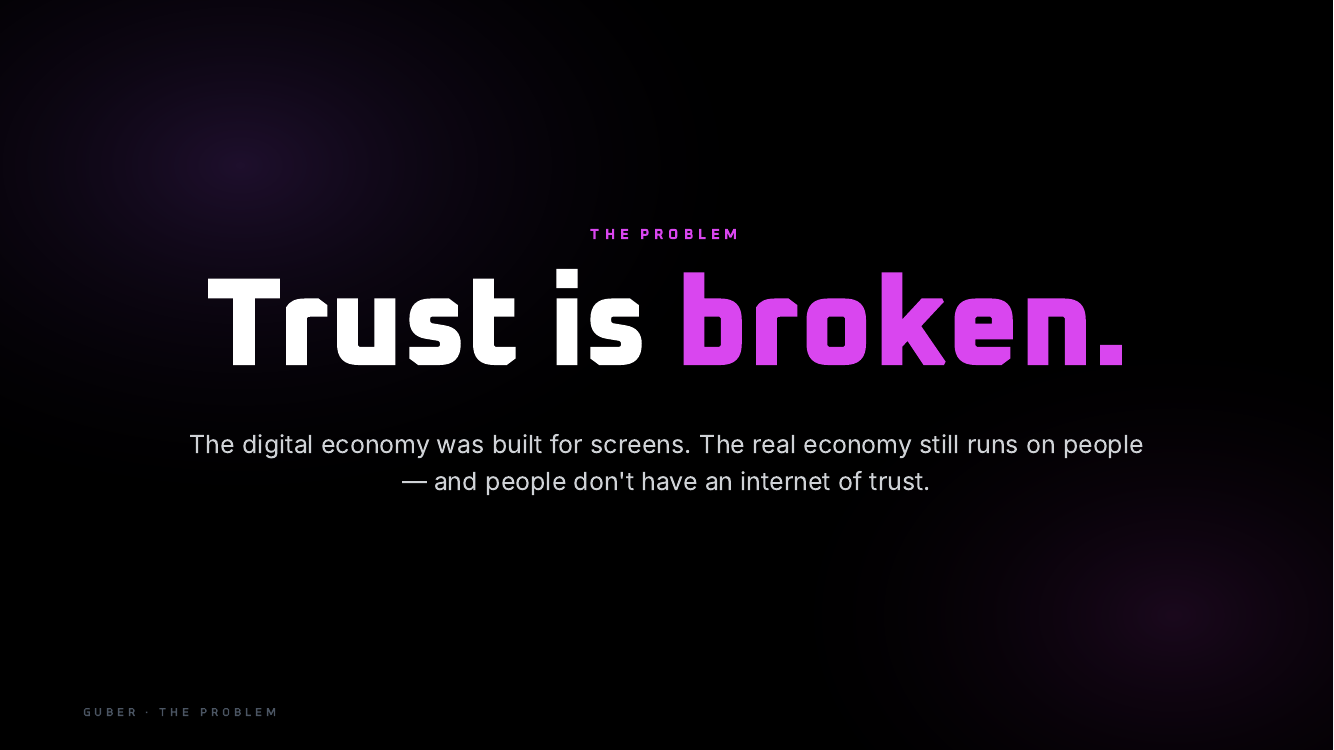 THE PROBLEM
Trust is broken.
The digital economy was built for screens. The real economy still runs on people
— and people don't have an internet of trust.
GUBER · THE PROBLEM